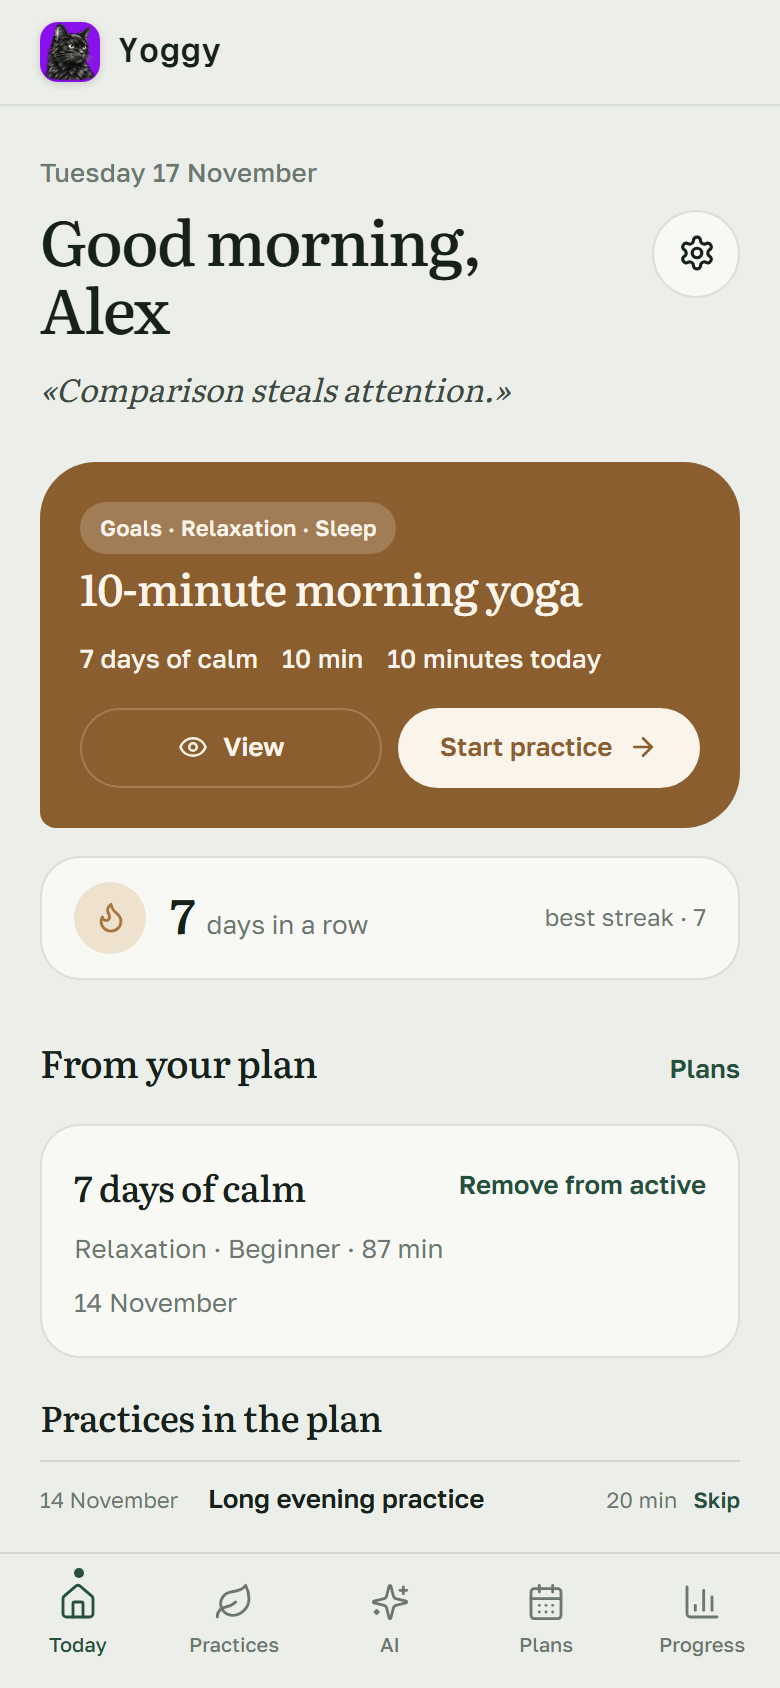 Yoggy
Tuesday 17 November
Good morning,
Alex
«Comparison steals attention.»
Goals · Relaxation · Sleep
10-minute morning yoga
7 days of calm 10 min 10 minutes today
View
Start practice
7 days in a row
best streak · 7
From your plan
Plans
7 days of calm
Remove from active
Relaxation · Beginner · 87 min
14 November
Practices in the plan
14 November Long evening practice 20 min Skip
Today
Practices
AI
Plans
Progress